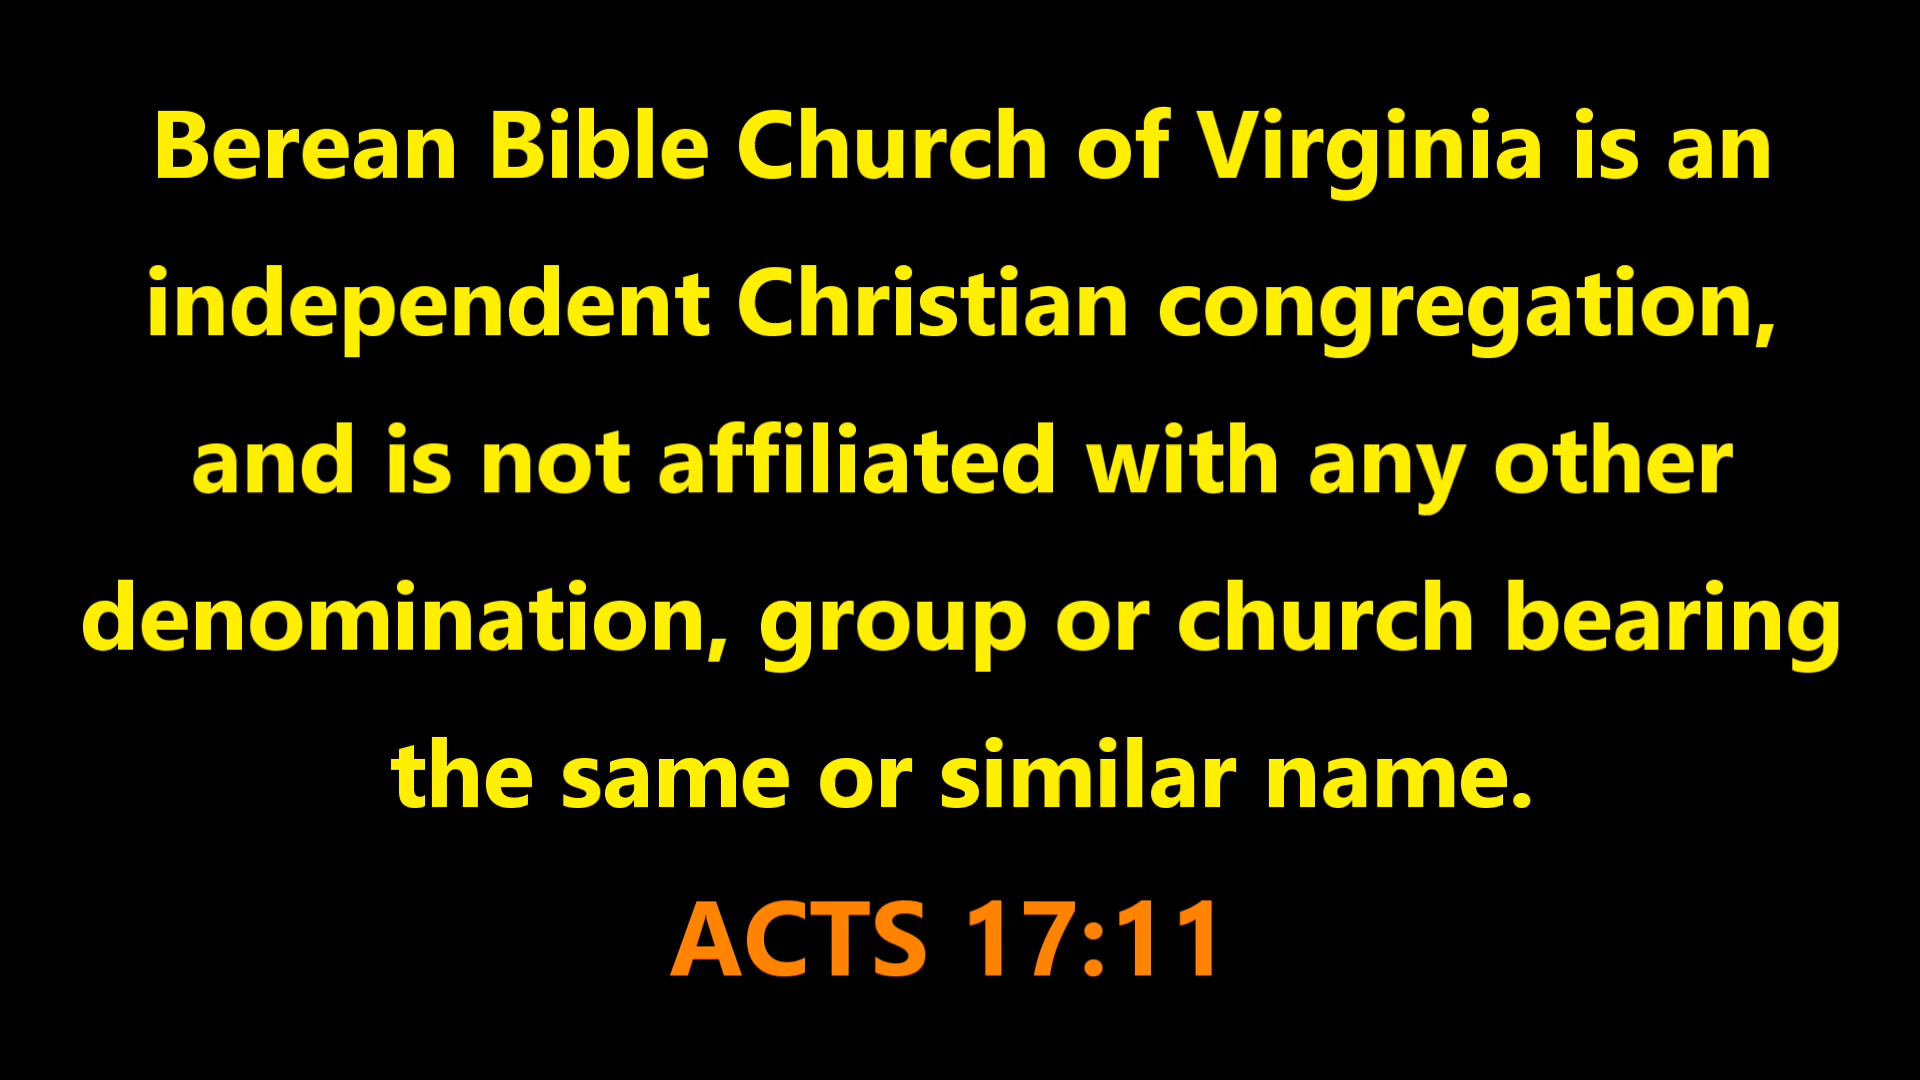 Berean Bible Church of Virginia is an
independent Christian congregation,
and is not affiliated with any other
denomination, group or church bearing
the same or similar name.
ACTS 17:11